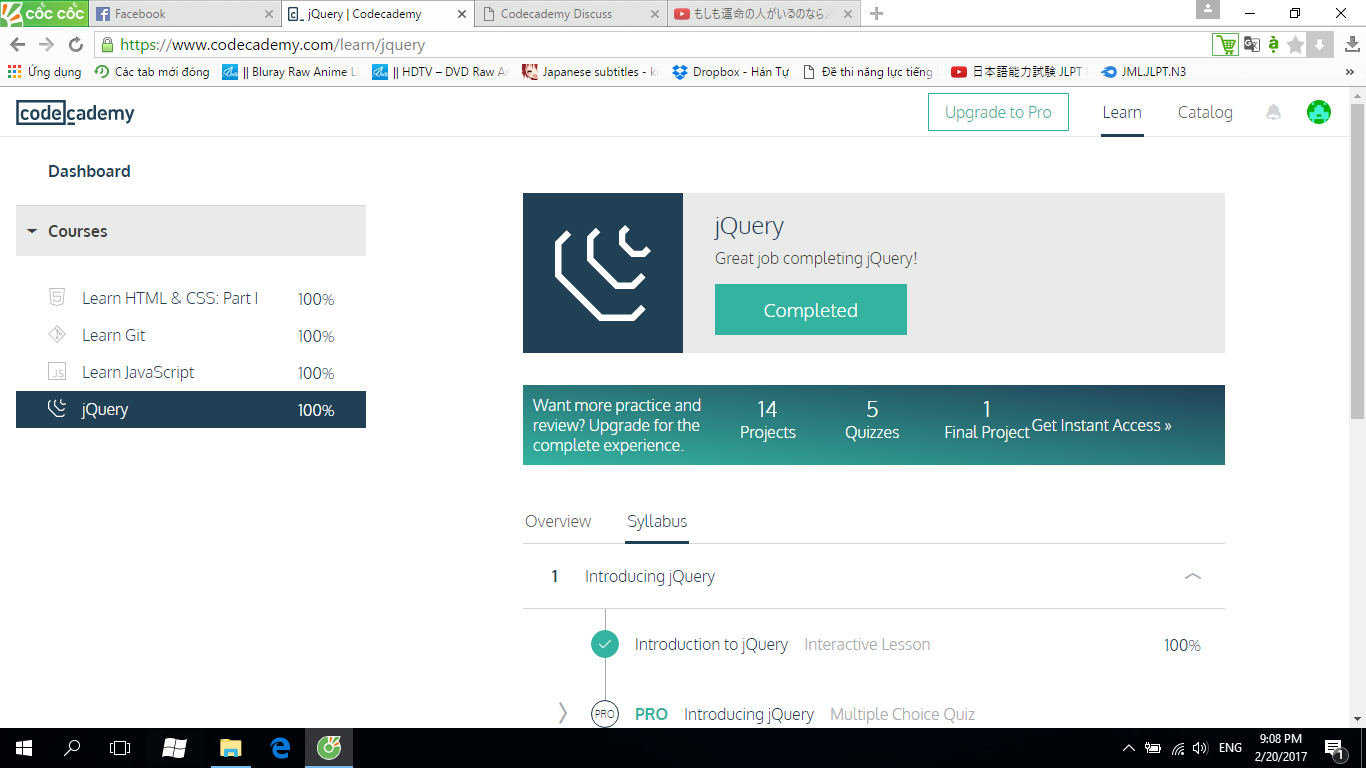 CỐC CỐC
Facebook
jQuery | Codecademy
Codecademy Discuss
もしも運命の人がいるのなら
https://www.codecademy.com/learn/jquery
Ứng dụng
Các tab mới đóng
|| Bluray Raw Anime
|| HDTV – DVD Raw
Japanese subtitles -
Dropbox - Hán Tự
Đề thi năng lực tiếng
日本語能力試験 JLPT
JMLJLPT.N3
»
codecademy
Upgrade to Pro
Learn
Catalog
Dashboard
Courses
Learn HTML & CSS: Part I 100%
Learn Git 100%
JS Learn JavaScript 100%
jQuery 100%
jQuery
Great job completing jQuery!
Completed
Want more practice and
review? Upgrade for the
complete experience.
14
Projects
5
Quizzes
1
Final Project
Get Instant Access »
Overview Syllabus
1 Introducing jQuery
Introduction to jQuery Interactive Lesson 100%
PRO PRO Introducing jQuery Multiple Choice Quiz
ENG
9:08 PM
2/20/2017
1